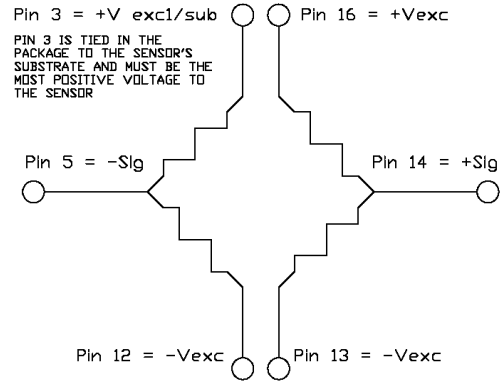 Pin 3 = +V exc1/sub
Pin 16 = +Vexc
PIN 3 IS TIED IN THE
PACKAGE TO THE SENSOR'S
SUBSTRATE AND MUST BE THE
MOST POSITIVE VOLTAGE TO
THE SENSOR
Pin 5 = -Sig
Pin 14 = +Sig
Pin 12 = -Vexc
Pin 13 = -Vexc